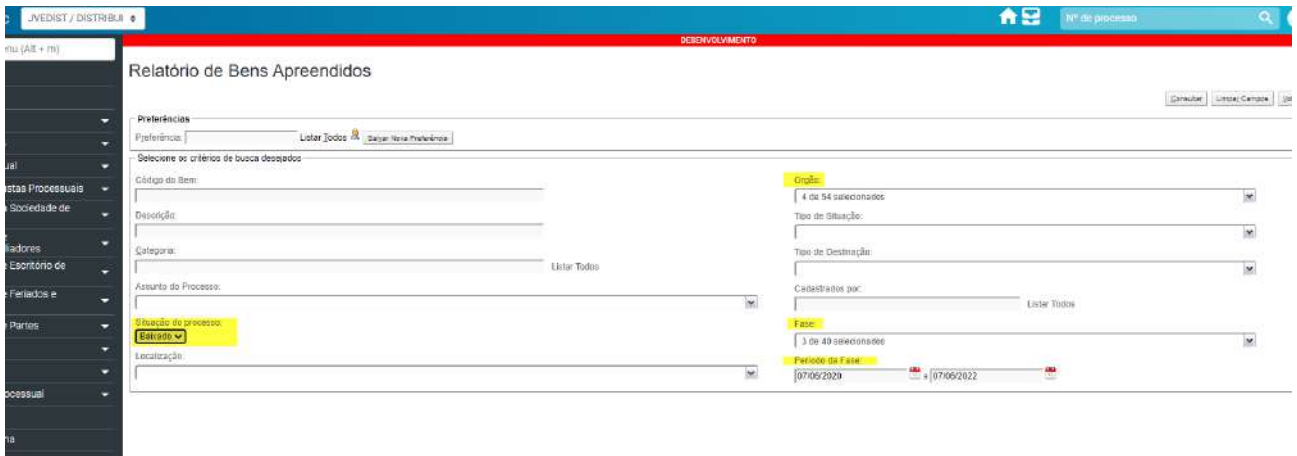 JVEDIST / DISTRIBUI
Nº de processo
enu (Alt + m)
DESENVOLVIMENTO
Relatório de Bens Apreendidos
Consultar Limpar Campos
Preferências
Preferência: Listar Todos Salvar Nova Preferência
Selecione os critérios de busca desejados
Código do Bem:
Órgão:
4 de 54 selecionados
Descrição:
Tipo de Situação:
Categoria:
Listar Todos
Tipo de Destinação:
Assunto do Processo:
Cadastrados por:
Listar Todos
Situação do processo:
Baixado
Fase:
3 de 40 selecionados
Localização:
Período da Fase:
07/06/2020 a 07/06/2022
ual
istas Processuais
Sociedade de
liadores
Escritório de
Feriados e
Partes
ocessual
na